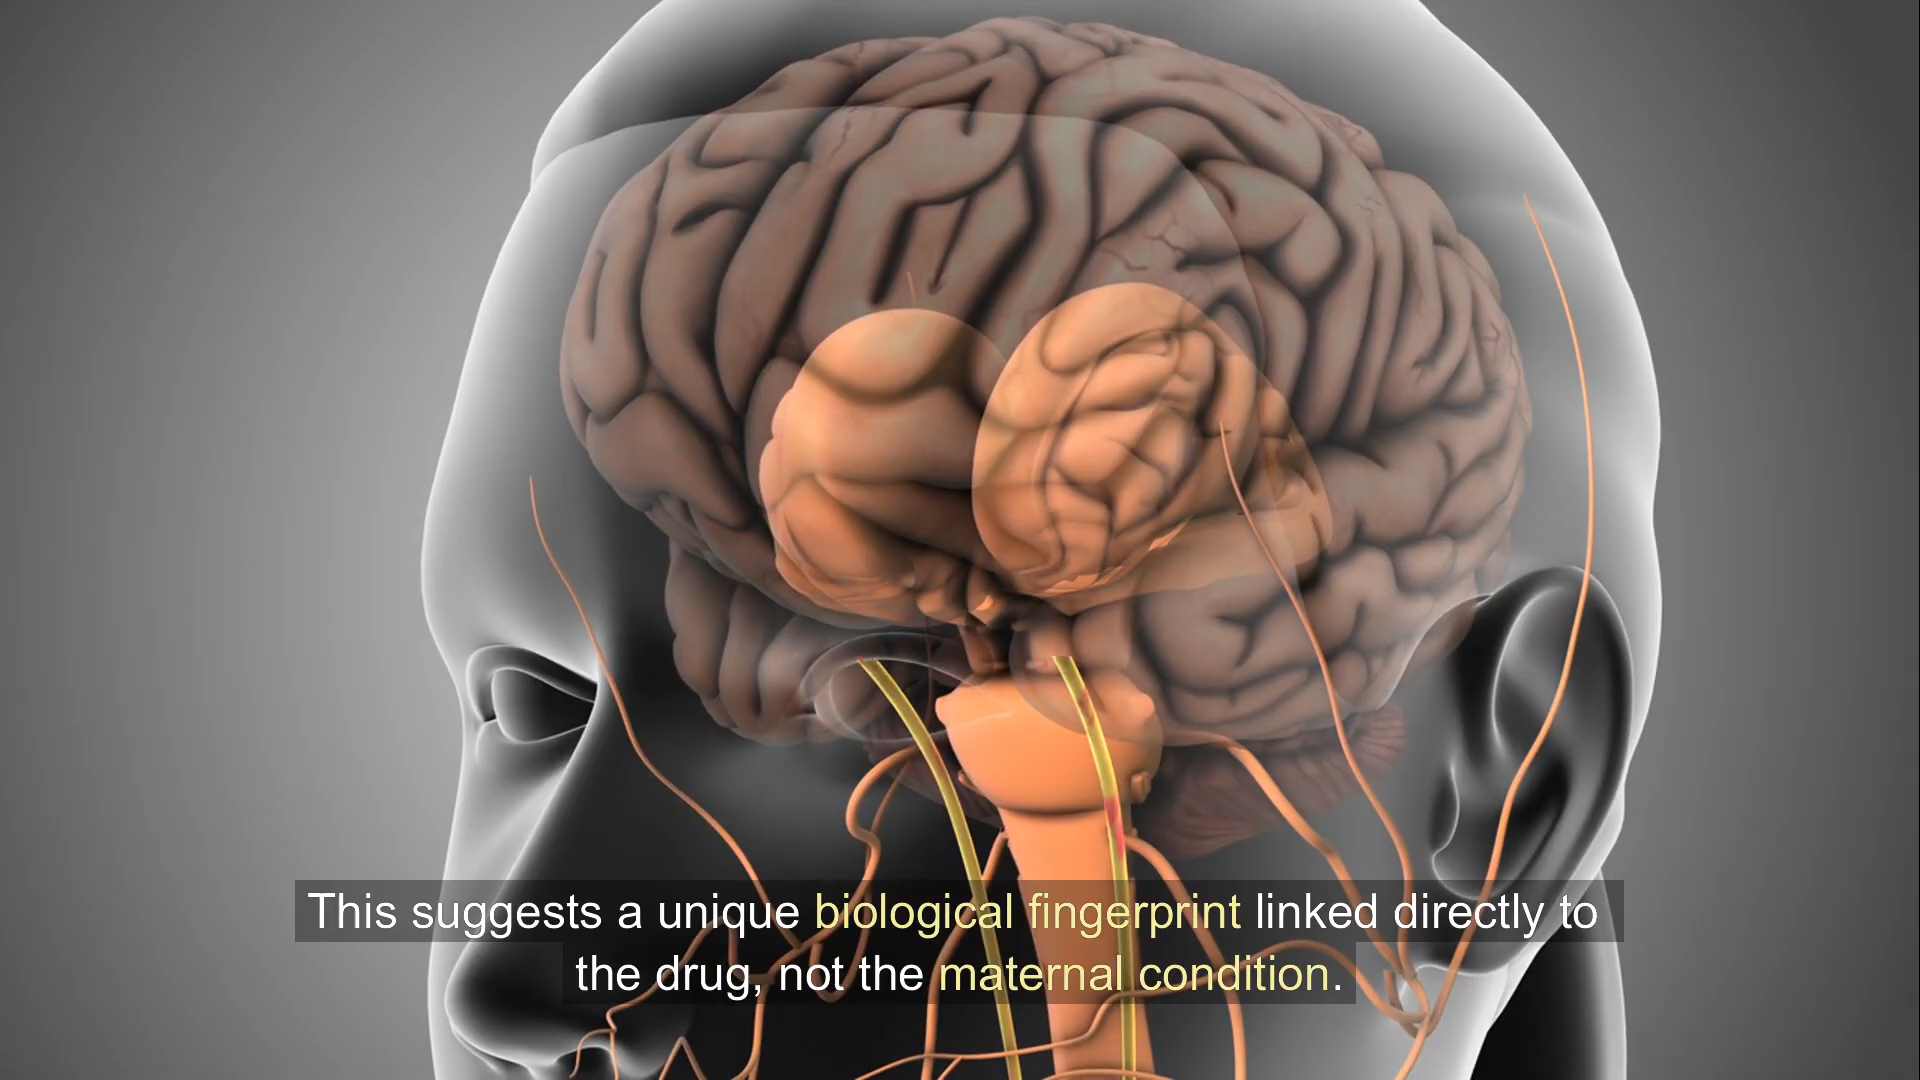 This suggests a unique biological fingerprint linked directly to
the drug, not the maternal condition.